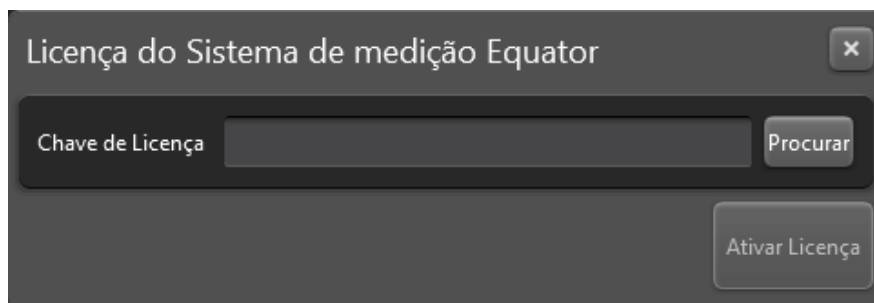 Licença do Sistema de medição Equator
Chave de Licença
Procurar
Ativar Licença